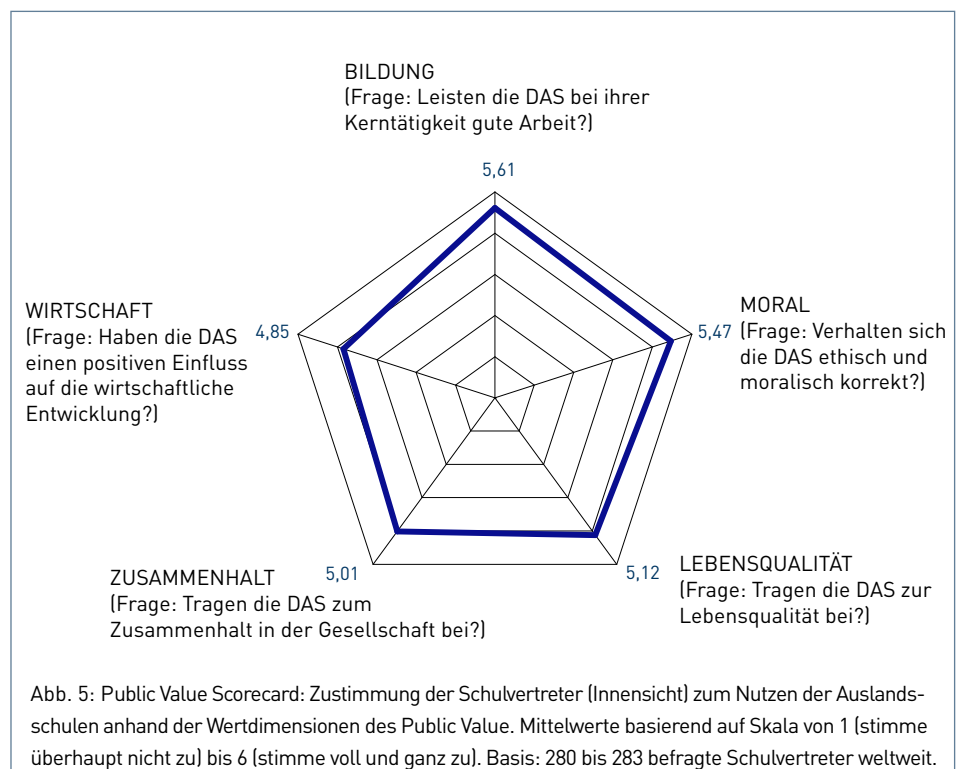 BILDUNG
(Frage: Leisten die DAS bei ihrer
Kerntätigkeit gute Arbeit?)
5,61
MORAL
5,47 (Frage: Verhalten sich
die DAS ethisch und
moralisch korrekt?)
WIRTSCHAFT
(Frage: Haben die DAS 4,85
einen positiven Einfluss
auf die wirtschaftliche
Entwicklung?)
LEBENSQUALITÄT
5,12
(Frage: Tragen die DAS zur
Lebensqualität bei?)
ZUSAMMENHALT 5,01
(Frage: Tragen die DAS zum
Zusammenhalt in der Gesellschaft bei?)
Abb. 5: Public Value Scorecard: Zustimmung der Schulvertreter (Innensicht) zum Nutzen der Auslands-
schulen anhand der Wertdimensionen des Public Value. Mittelwerte basierend auf Skala von 1 (stimme
überhaupt nicht zu) bis 6 (stimme voll und ganz zu). Basis: 280 bis 283 befragte Schulvertreter weltweit.